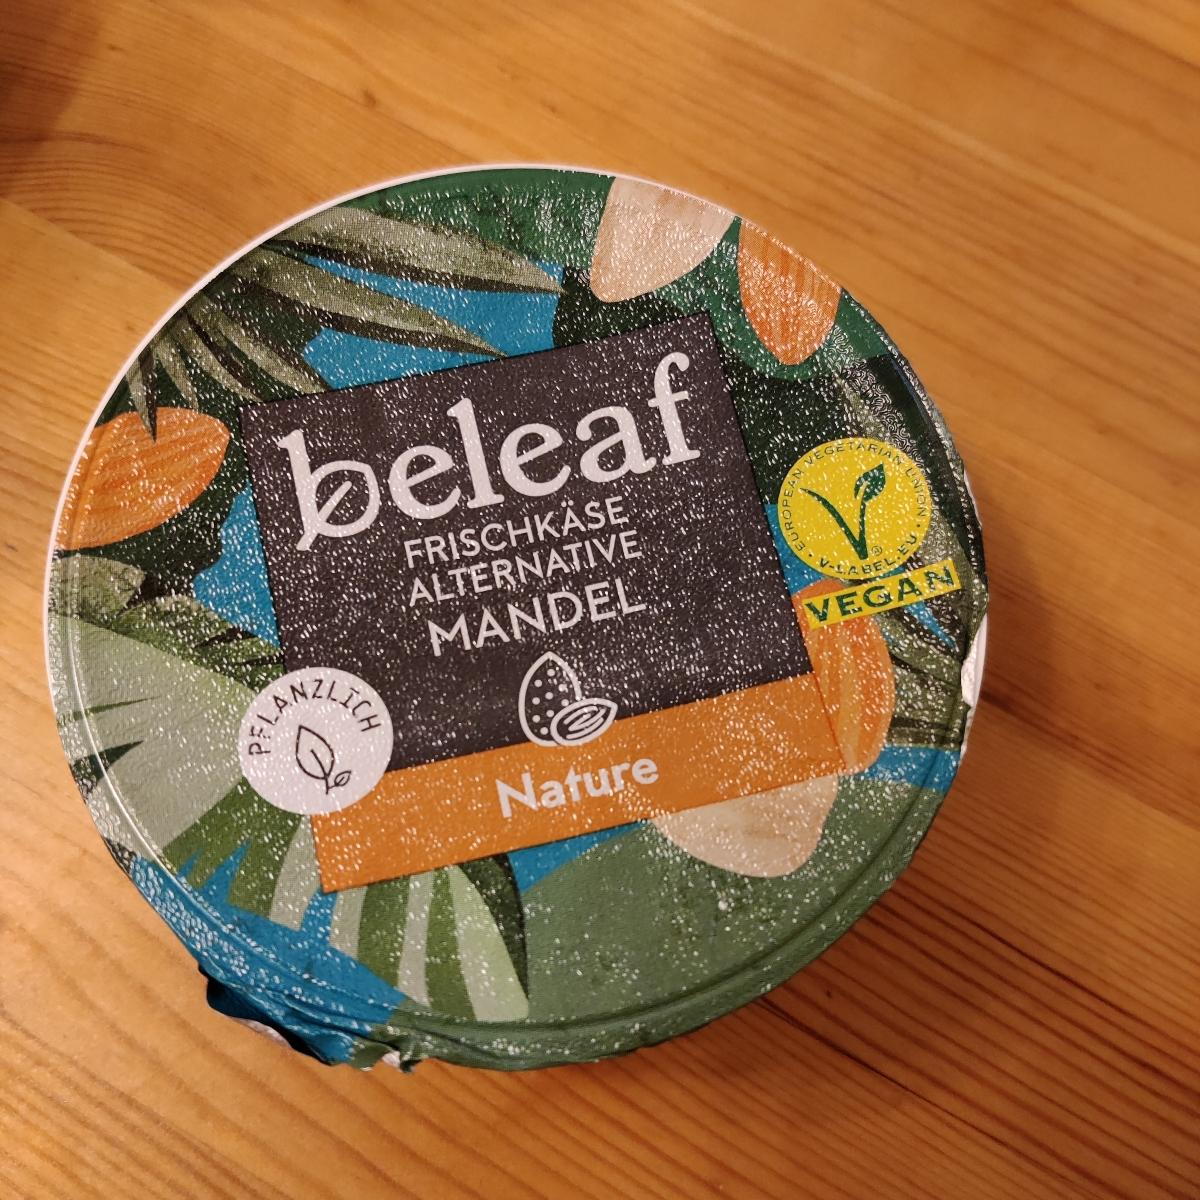 beleaf
FRISCHKÄSE
ALTERNATIVE
MANDEL
Nature
PFLANZLICH
EUROPEAN VEGETARIAN UNION
® 
· V-LABEL.EU ·
VEGAN